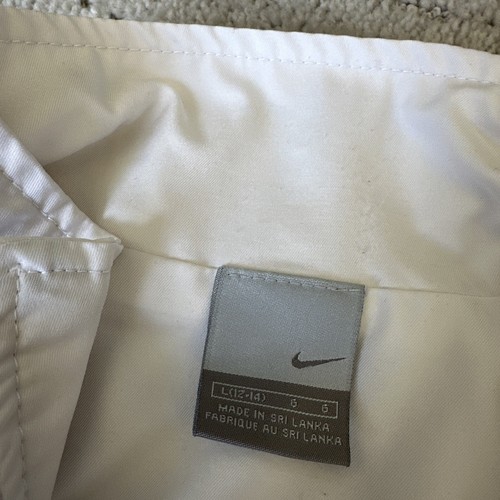 L(12-14) G G
MADE IN SRI LANKA
FABRIQUE AU SRI LANKA